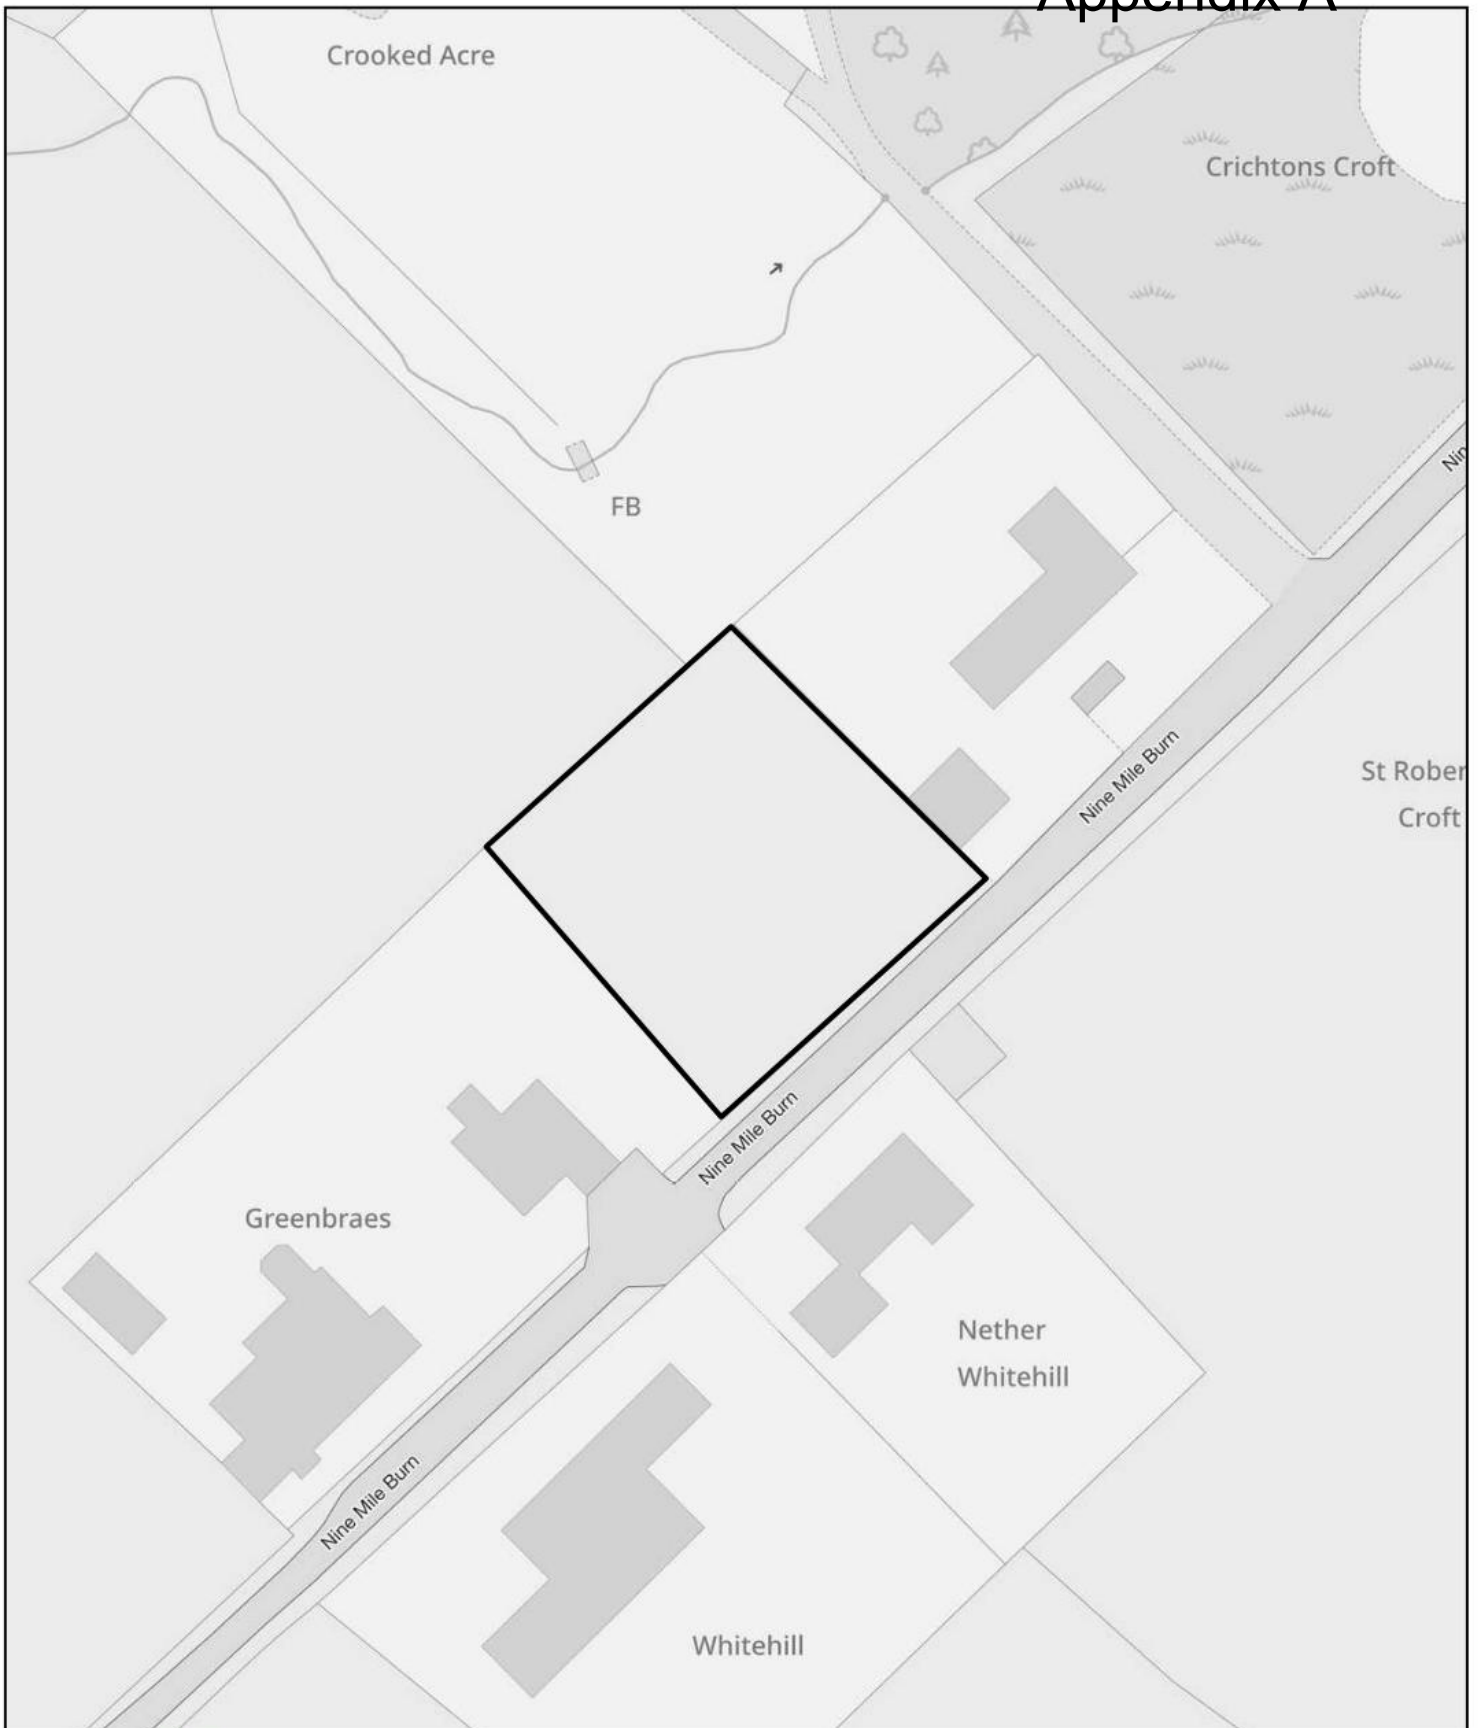 Appendix A
Crooked Acre
Crichtons Croft
Nin
FB
Nine Mile Burn
St Rober
Croft
Nine Mile Burn
Greenbraes
Nether
Whitehill
Nine Mile Burn
Whitehill